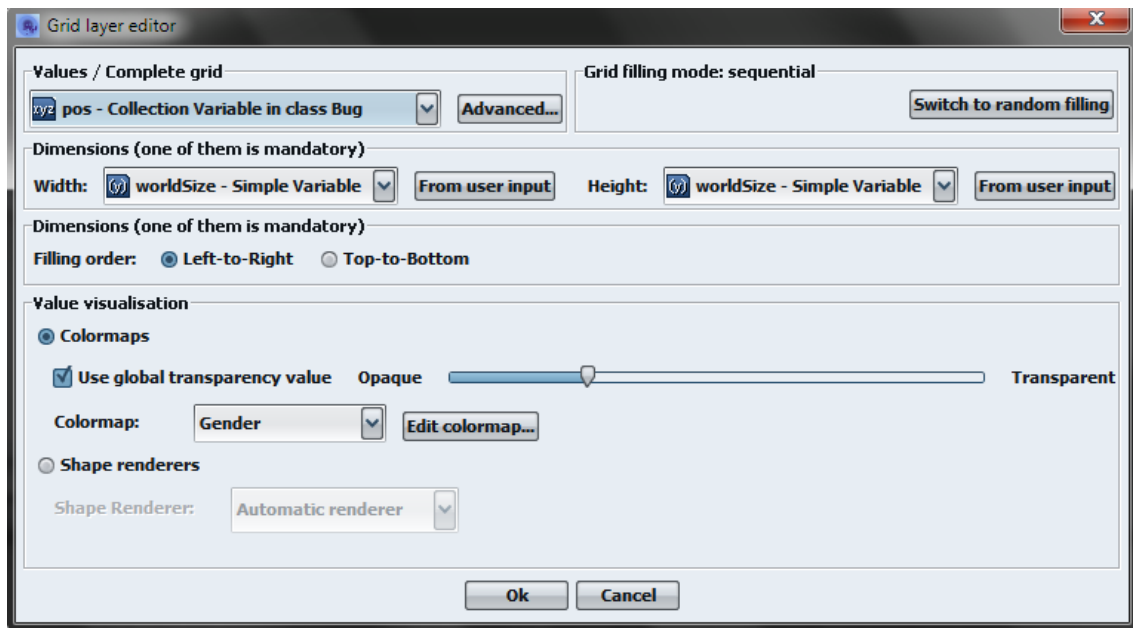 Grid layer editor
Values / Complete grid
Grid filling mode: sequential
xyz pos - Collection Variable in class Bug
Advanced...
Switch to random filling
Dimensions (one of them is mandatory)
Width: (y) worldSize - Simple Variable From user input Height: (y) worldSize - Simple Variable From user input
Dimensions (one of them is mandatory)
Filling order: Left-to-Right Top-to-Bottom
Value visualisation
Colormaps
Use global transparency value Opaque Transparent
Colormap: Gender Edit colormap...
Shape renderers
Shape Renderer: Automatic renderer
Ok Cancel